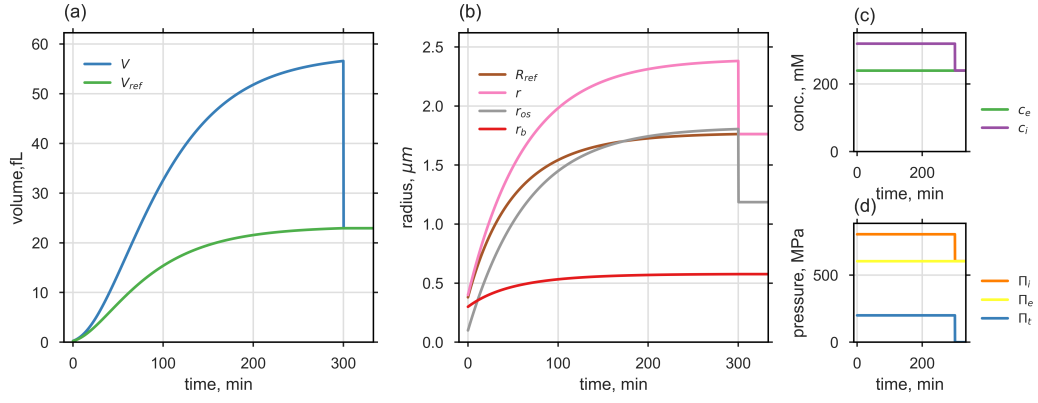 (a)
volume,fL
60
50
40
30
20
10
0
V
V_ref
0
100
200
300
time, min
(b)
radius, μm
2.5
2.0
1.5
1.0
0.5
0.0
R_ref
r
r_os
r_b
0
100
200
300
time, min
(c)
conc., mM
200
0
0
200
time, min
c_e
c_i
(d)
pressure, MPa
500
0
0
200
time, min
Π_i
Π_e
Π_t